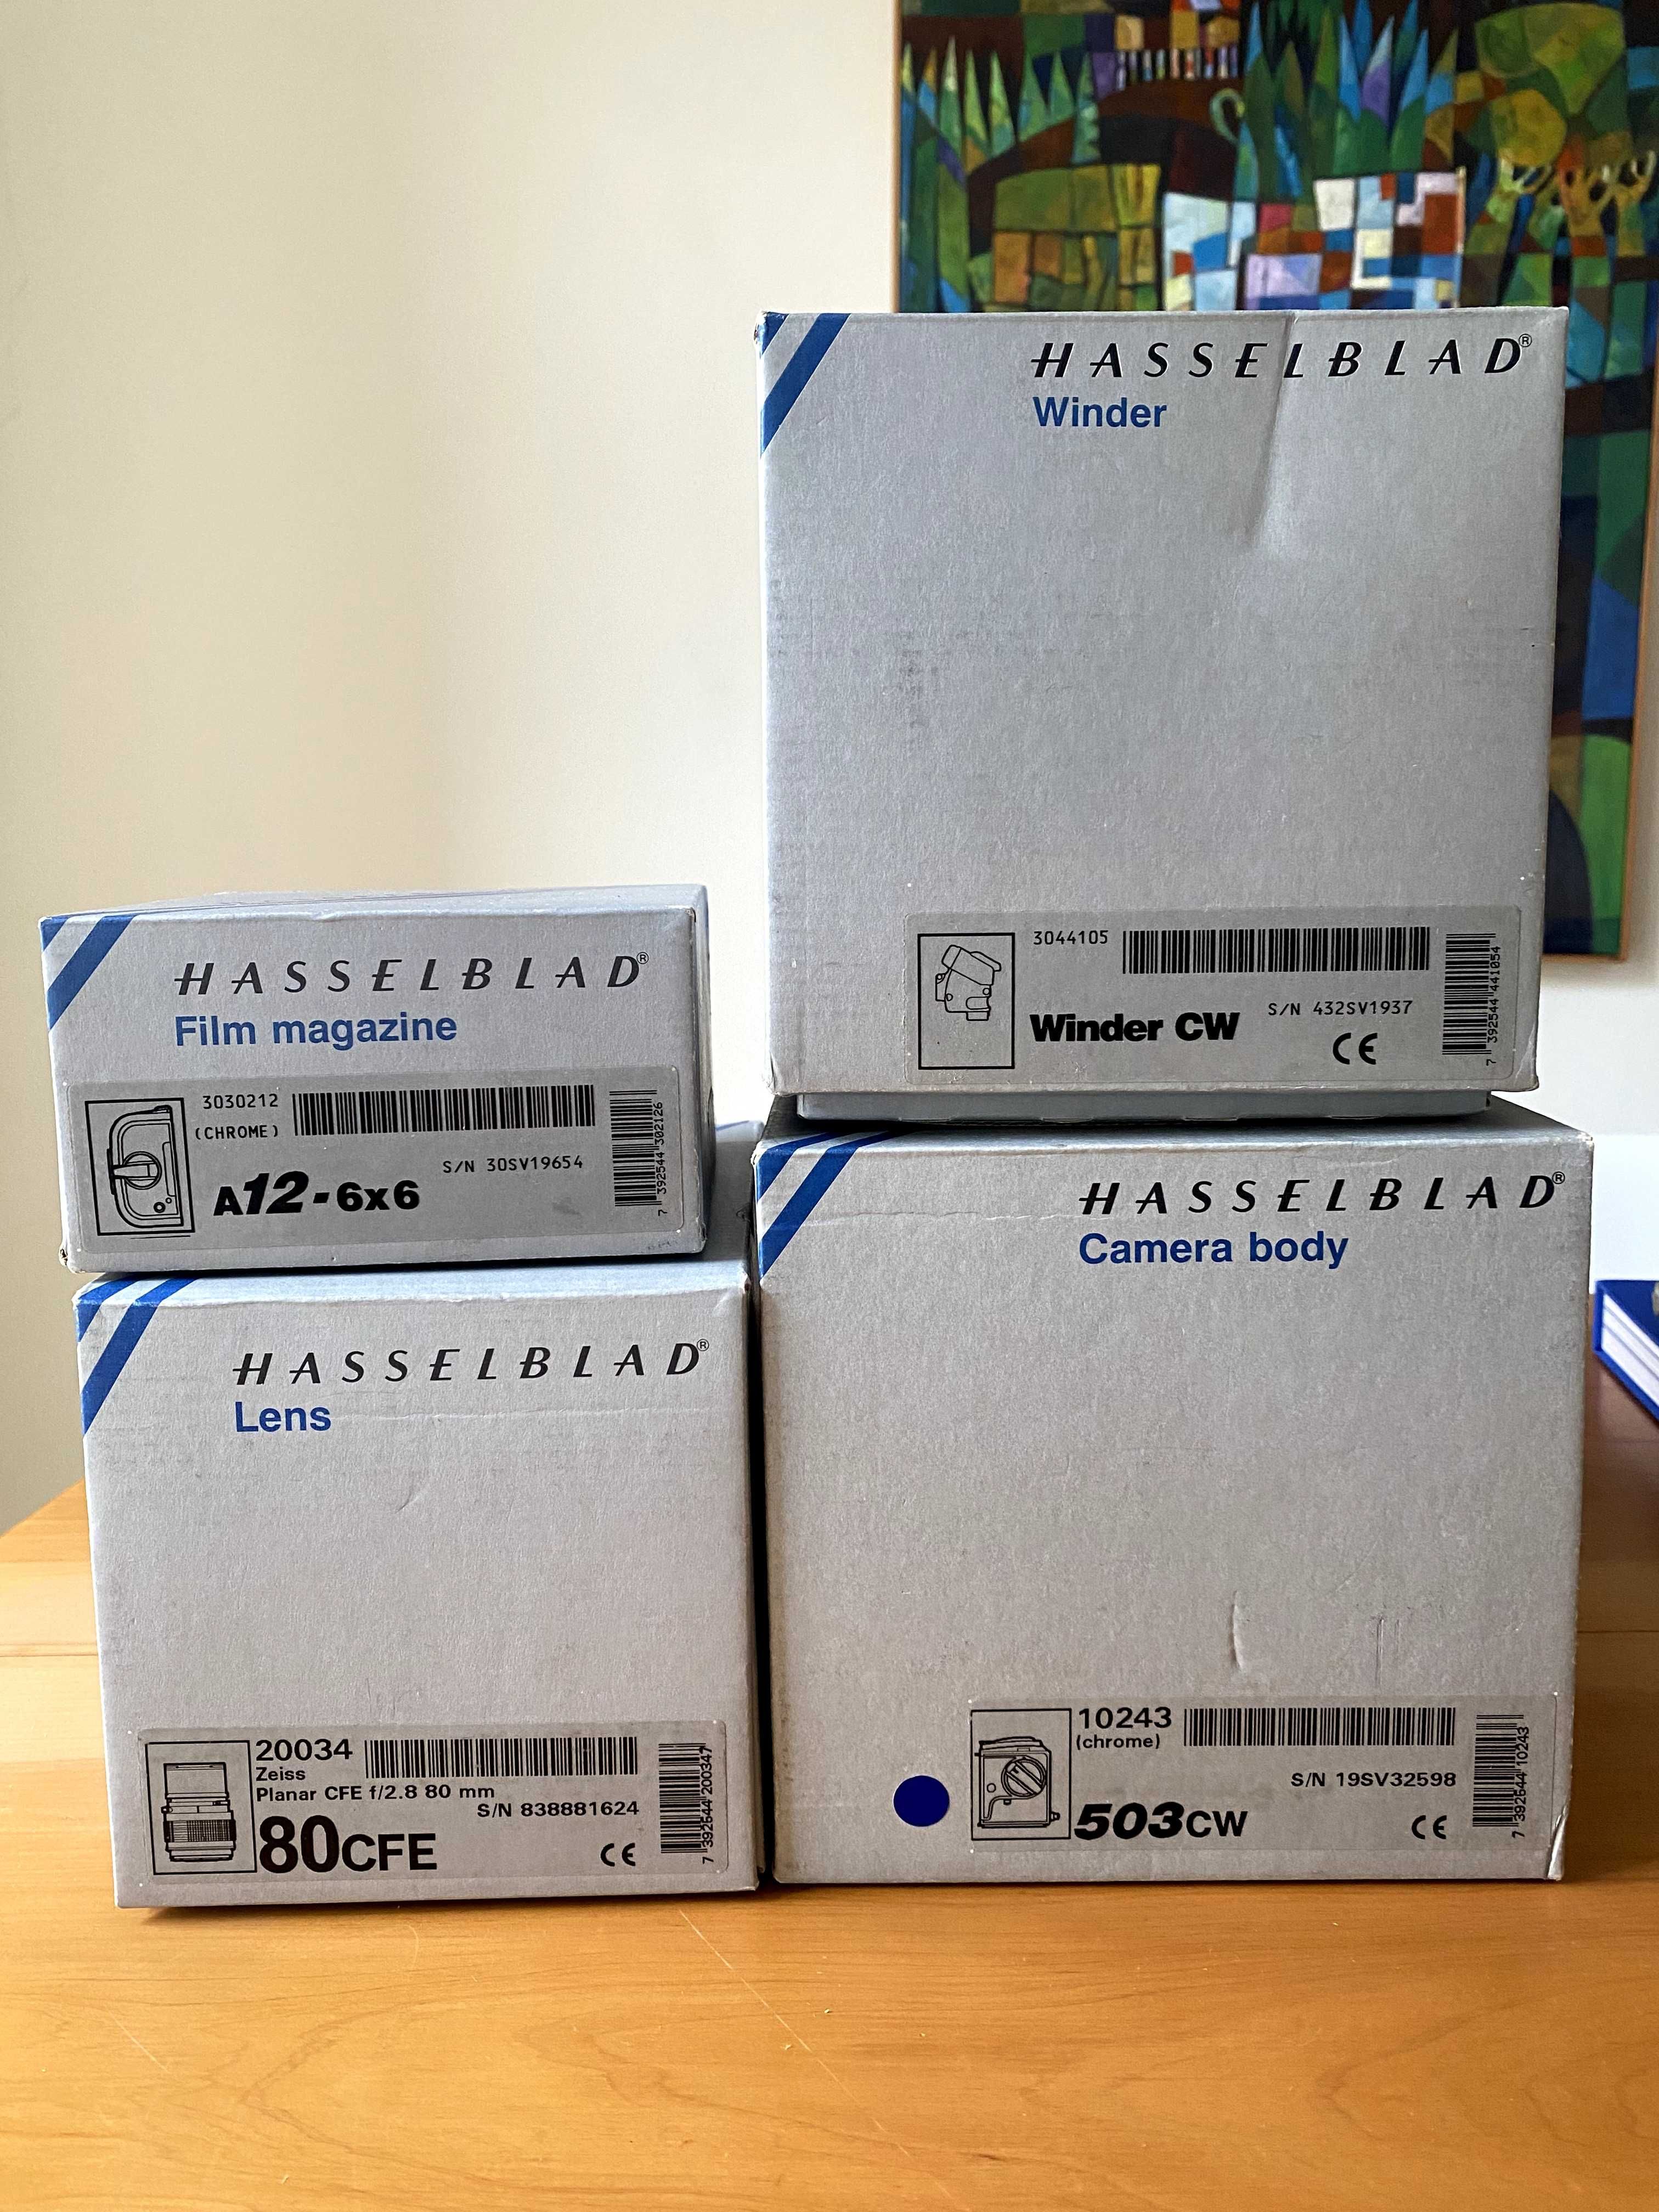 HASSELBLAD®
Winder
3044105
Winder CW
S/N 432SV1937
CE
7 392544 441054
HASSELBLAD®
Film magazine
3030212
(CHROME)
S/N 30SV19654
A12-6x6
7 392544 302126
HASSELBLAD®
Camera body
10243
(chrome)
S/N 19SV32598
503CW
CE
7 392544 10243
HASSELBLAD®
Lens
20034
Zeiss
Planar CFE f/2.8 80 mm
S/N 838881624
80CFE
CE
7 392544 200347